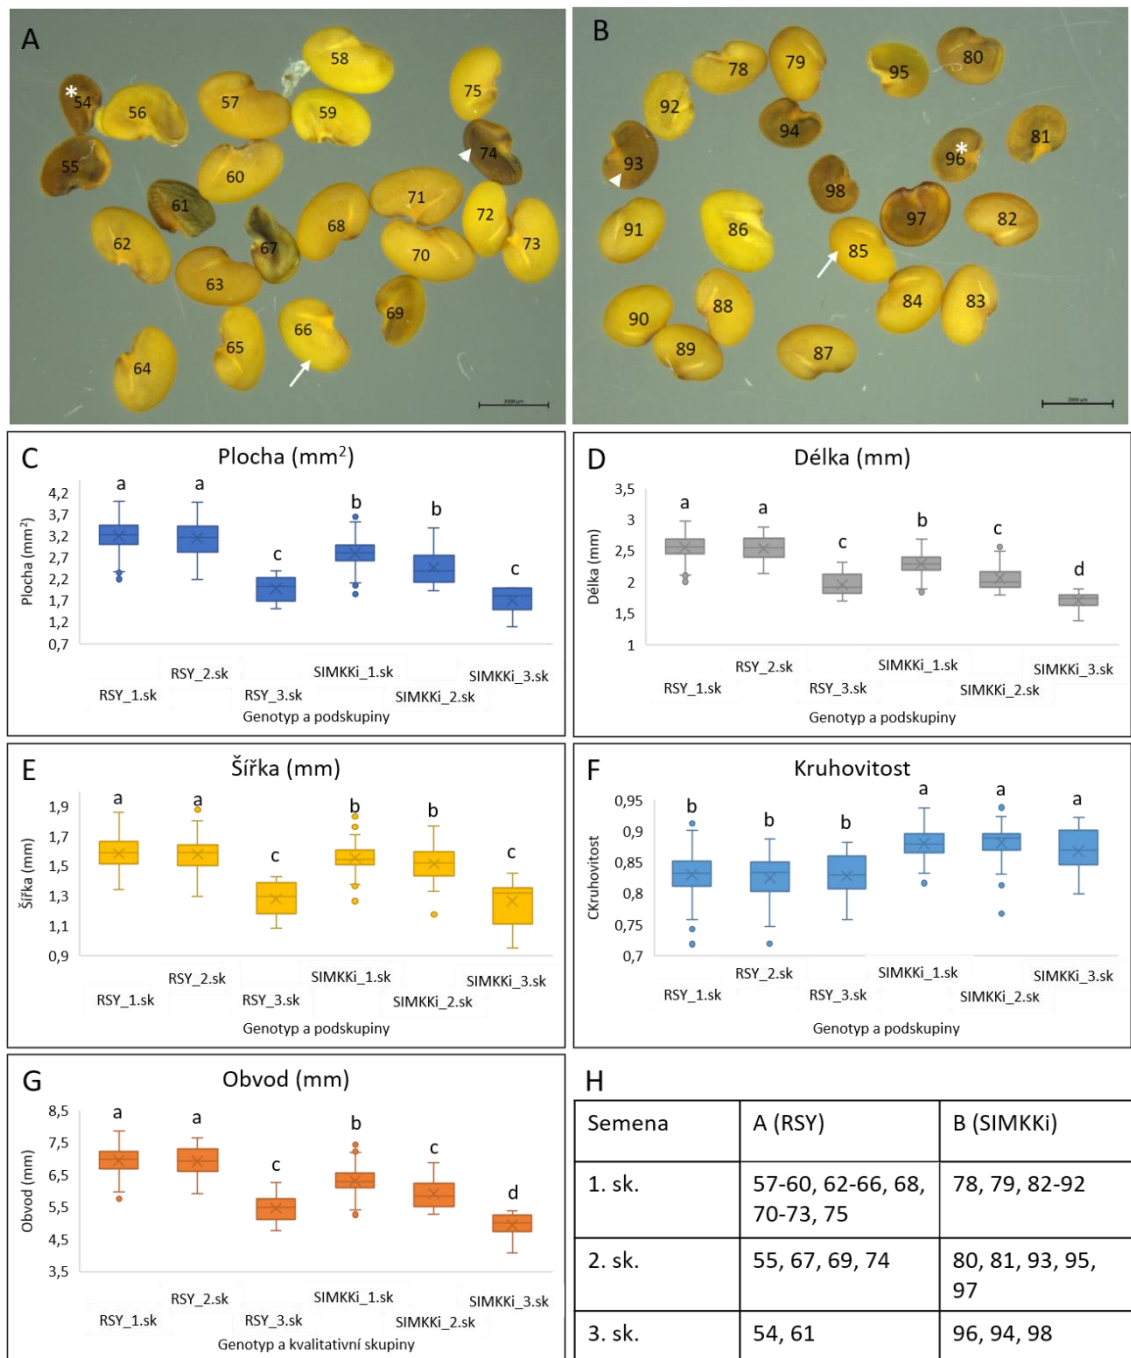 A
58
57
75
*
54
56
59
74
55
60
61
71
68
72
62
67
73
70
63
69
66
65
64
2000 µm
B
79
78
95
80
92
94
81
93
96
*
98
97
91
86
82
85
88
84
83
90
89
87
2000 µm
C
Plocha (mm²)
4,2
3,7
3,2
2,7
2,2
1,7
1,2
0,7
Plocha (mm²)
a
a
c
b
b
c
RSY_1.sk
RSY_2.sk
RSY_3.sk
SIMKKi_1.sk
SIMKKi_2.sk
SIMKKi_3.sk
Genotyp a podskupiny
D
Délka (mm)
3,5
3
2,5
2
1,5
1
Délka (mm)
a
a
c
b
c
d
RSY_1.sk
RSY_2.sk
RSY_3.sk
SIMKKi_1.sk
SIMKKi_2.sk
SIMKKi_3.sk
Genotyp a podskupiny
E
Šířka (mm)
1,9
1,7
1,5
1,3
1,1
0,9
Šířka (mm)
a
a
c
b
b
c
RSY_1.sk
RSY_2.sk
RSY_3.sk
SIMKKi_1.sk
SIMKKi_2.sk
SIMKKi_3.sk
Genotyp a podskupiny
F
Kruhovitost
0,95
0,9
0,85
0,8
0,75
0,7
CKruhovitost
b
b
b
a
a
a
RSY_1.sk
RSY_2.sk
RSY_3.sk
SIMKKi_1.sk
SIMKKi_2.sk
SIMKKi_3.sk
Genotyp a podskupiny
G
Obvod (mm)
8,5
7,5
6,5
5,5
4,5
3,5
Obvod (mm)
a
a
c
b
c
d
RSY_1.sk
RSY_2.sk
RSY_3.sk
SIMKKi_1.sk
SIMKKi_2.sk
SIMKKi_3.sk
Genotyp a kvalitativní skupiny
H
Semena A (RSY) B (SIMKKi)
1. sk. 57-60, 62-66, 68, 78, 79, 82-92
70-73, 75
2. sk. 55, 67, 69, 74 80, 81, 93, 95,
97
3. sk. 54, 61 96, 94, 98